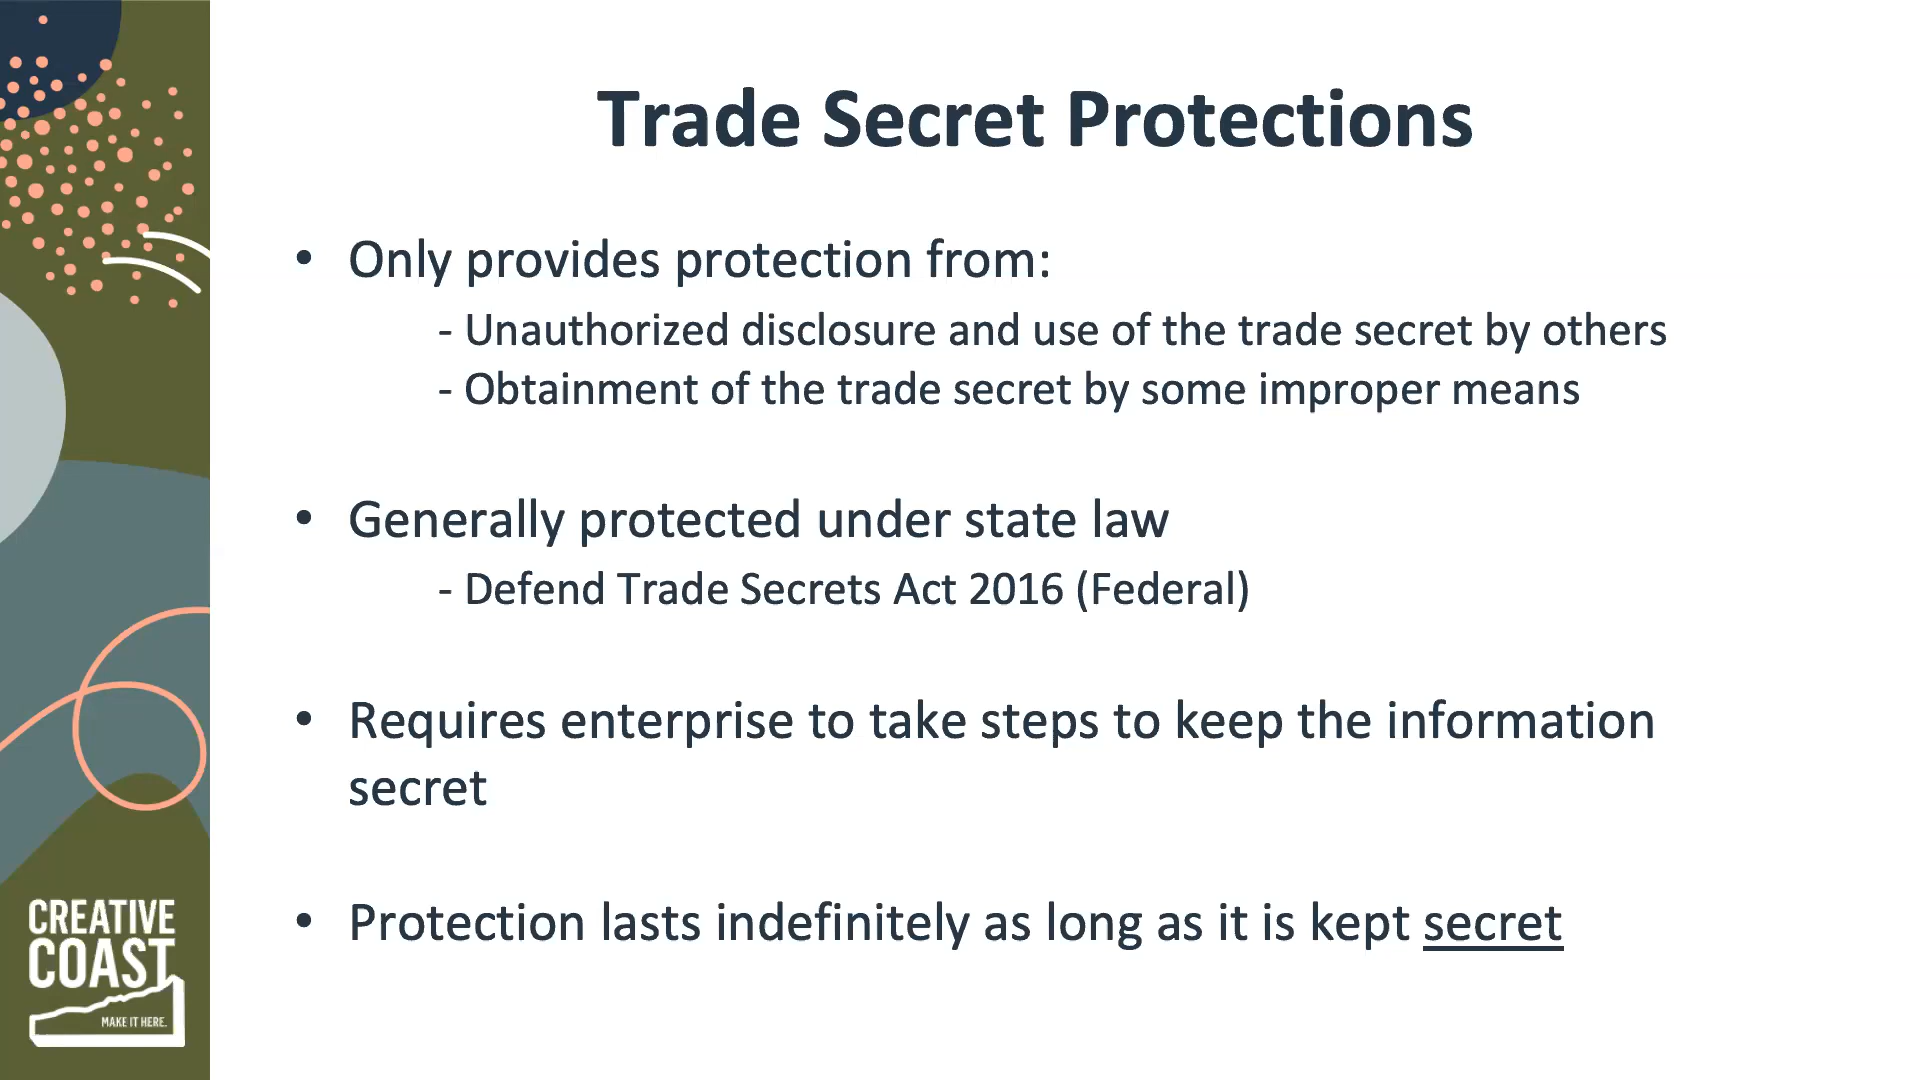 Trade Secret Protections
• Only provides protection from:
- Unauthorized disclosure and use of the trade secret by others
- Obtainment of the trade secret by some improper means
• Generally protected under state law
- Defend Trade Secrets Act 2016 (Federal)
• Requires enterprise to take steps to keep the information
secret
• Protection lasts indefinitely as long as it is kept secret
CREATIVE
COAST
MAKE IT HERE.